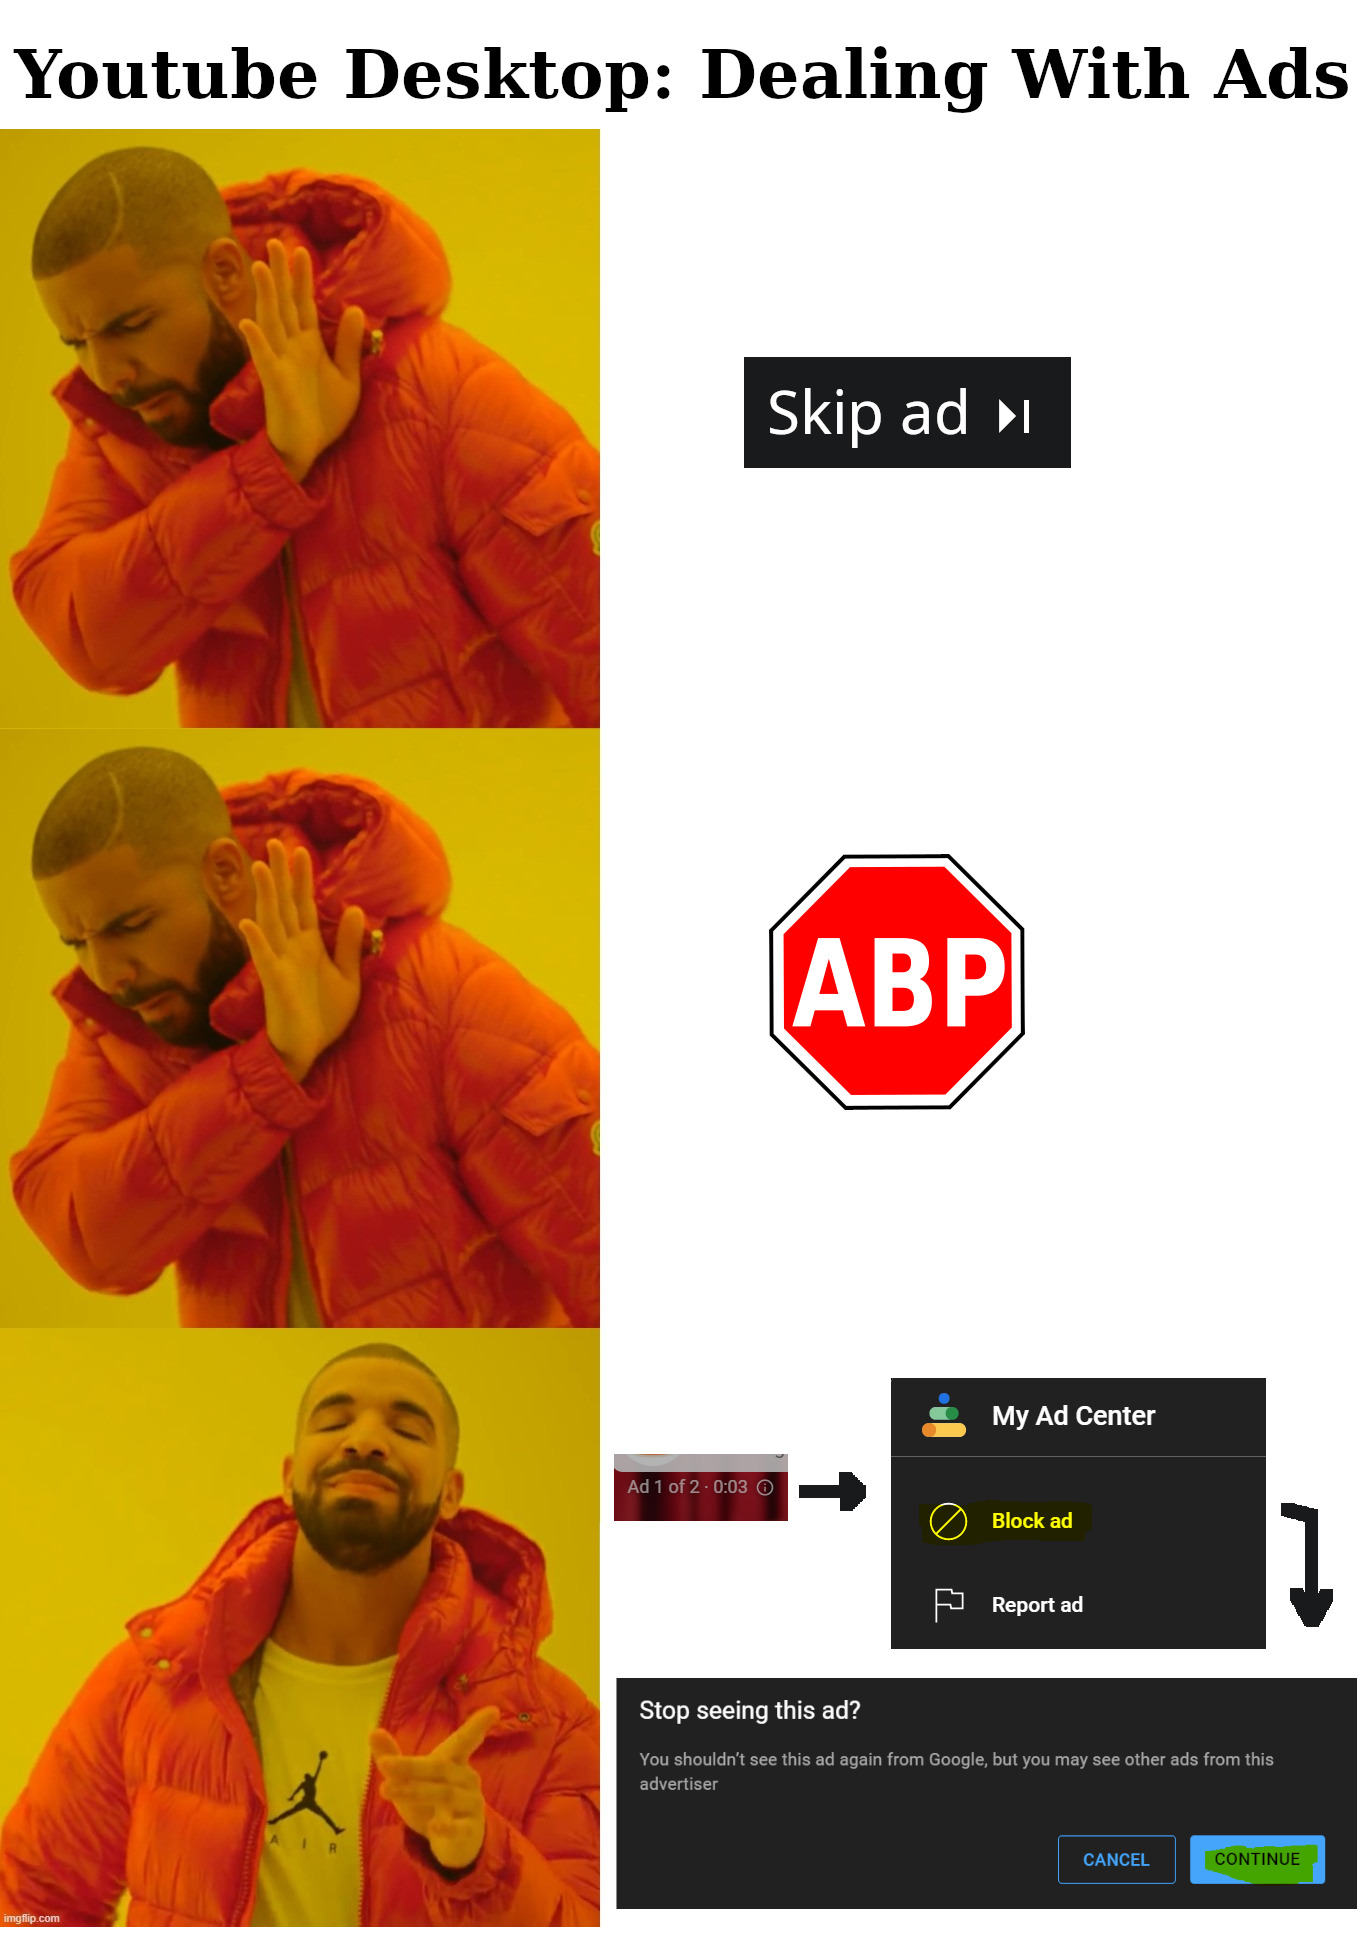 Youtube Desktop: Dealing With Ads
Skip ad
ABP
Ad 1 of 2 · 0:03
My Ad Center
Block ad
Report ad
Stop seeing this ad?
You shouldn't see this ad again from Google, but you may see other ads from this
advertiser
CANCEL
CONTINUE
AIR
imgflip.com